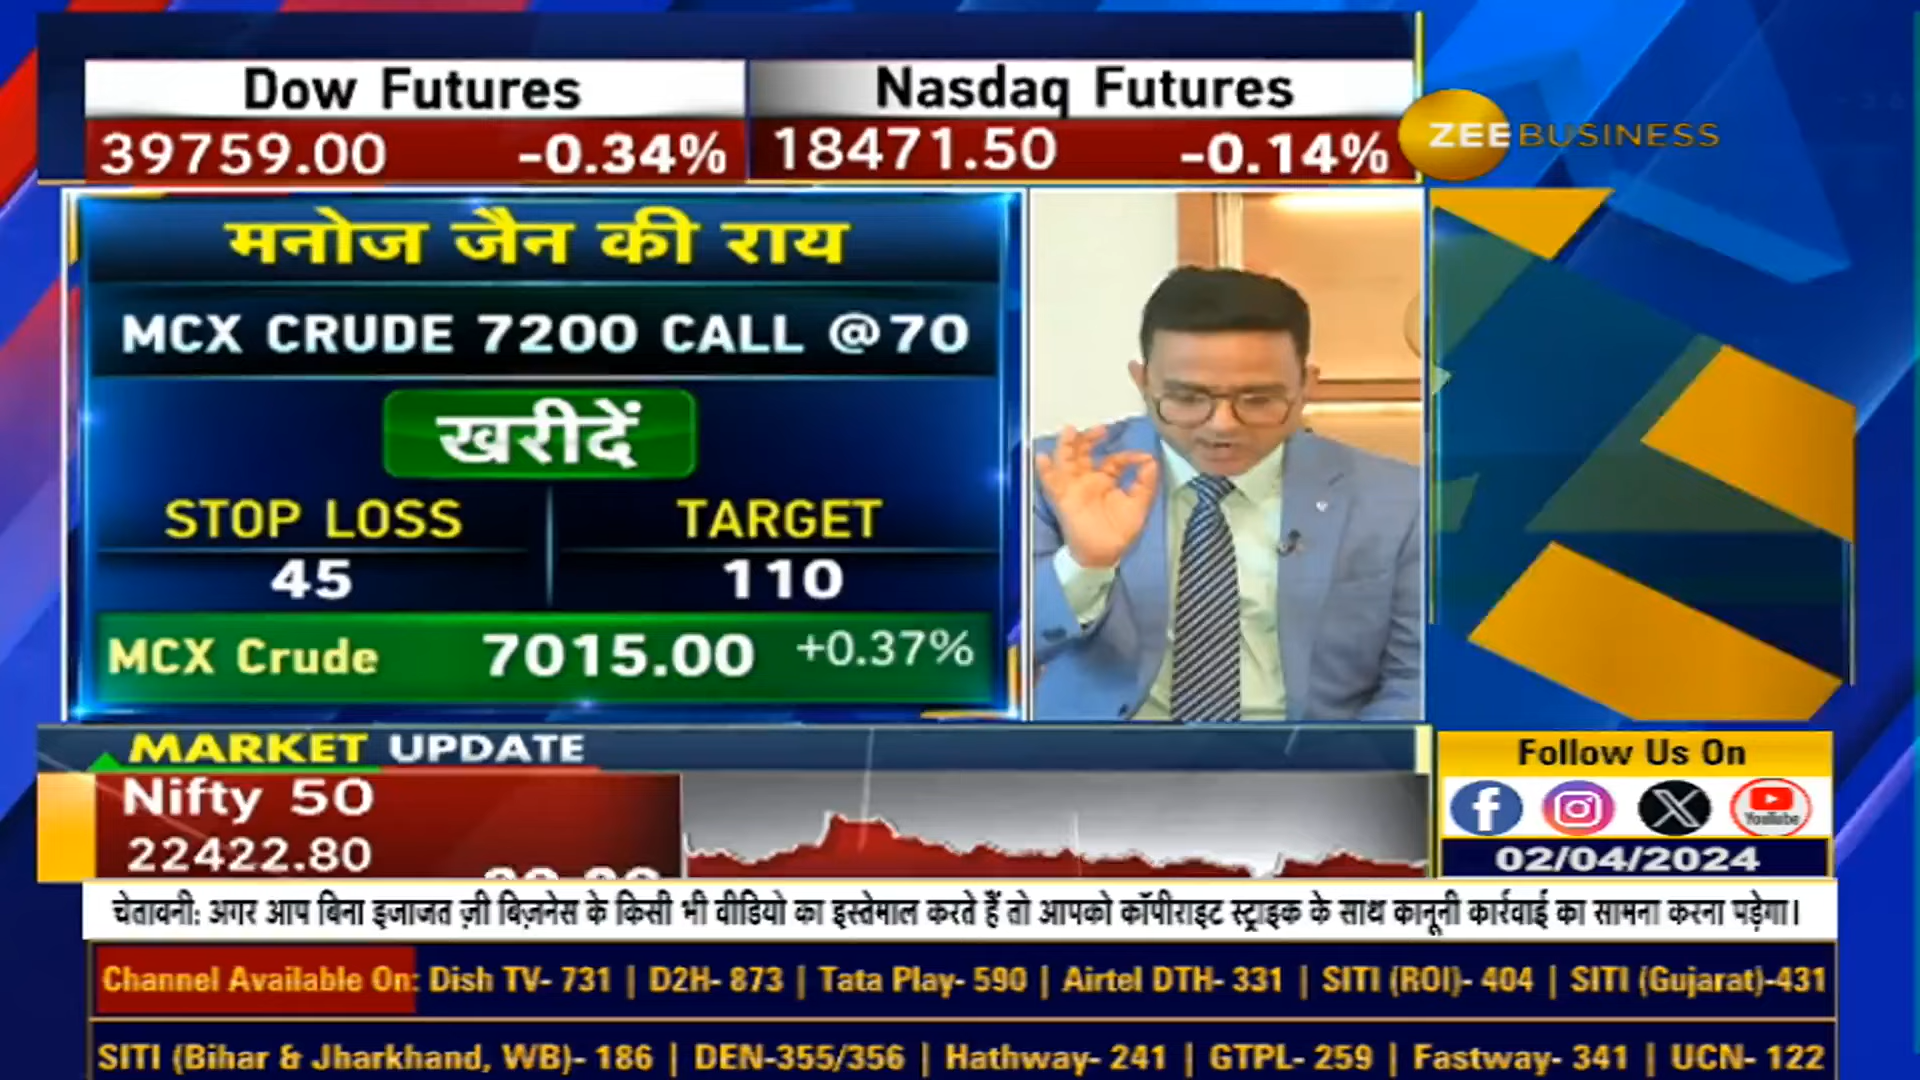 Dow Futures
39759.00 -0.34%
Nasdaq Futures
18471.50 -0.14%
ZEE BUSINESS
मनोज जैन की राय
MCX CRUDE 7200 CALL @70
खरीदें
STOP LOSS
45
TARGET
110
MCX Crude 7015.00 +0.37%
MARKET UPDATE
Nifty 50
22422.80
Follow Us On
YouTube
02/04/2024
चेतावनी: अगर आप बिना इजाजत ज़ी बिज़नेस के किसी भी वीडियो का इस्तेमाल करते हैं तो आपको कॉपीराइट स्ट्राइक के साथ कानूनी कार्रवाई का सामना करना पड़ेगा।
Channel Available On: Dish TV- 731 | D2H- 873 | Tata Play- 590 | Airtel DTH- 331 | SITI (ROI)- 404 | SITI (Gujarat)-431
SITI (Bihar & Jharkhand, WB)- 186 | DEN-355/356 | Hathway- 241 | GTPL- 259 | Fastway- 341 | UCN- 122